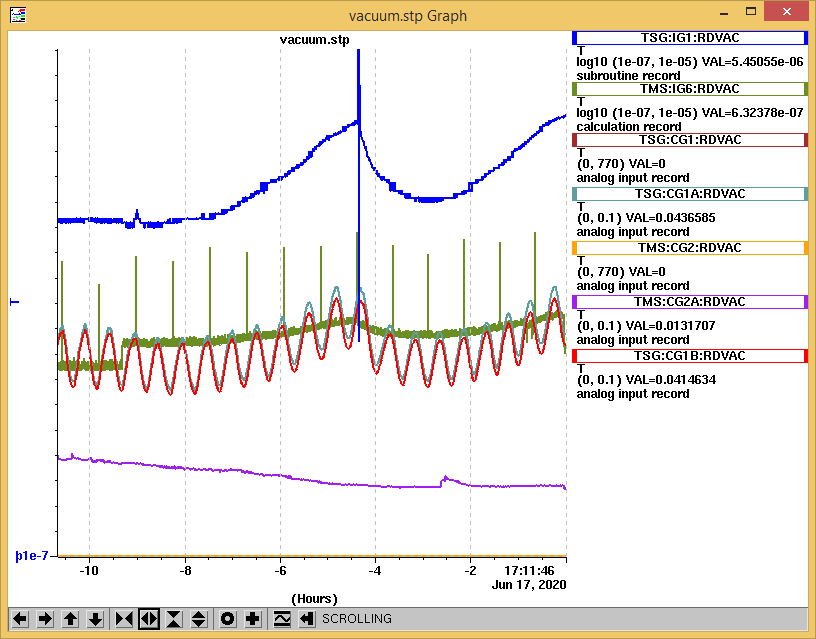 vacuum.stp Graph
vacuum.stp
T
1e-7
-10
-8
-6
-4
-2
17:11:46
Jun 17, 2020
(Hours)
TSG:IG1:RDVAC
T
log10 (1e-07, 1e-05) VAL=5.45055e-06
subroutine record
TMS:IG6:RDVAC
T
log10 (1e-07, 1e-05) VAL=6.32378e-07
calculation record
TSG:CG1:RDVAC
T
(0, 770) VAL=0
analog input record
TSG:CG1A:RDVAC
T
(0, 0.1) VAL=0.0436585
analog input record
TMS:CG2:RDVAC
T
(0, 770) VAL=0
analog input record
TMS:CG2A:RDVAC
T
(0, 0.1) VAL=0.0131707
analog input record
TSG:CG1B:RDVAC
T
(0, 0.1) VAL=0.0414634
analog input record
SCROLLING